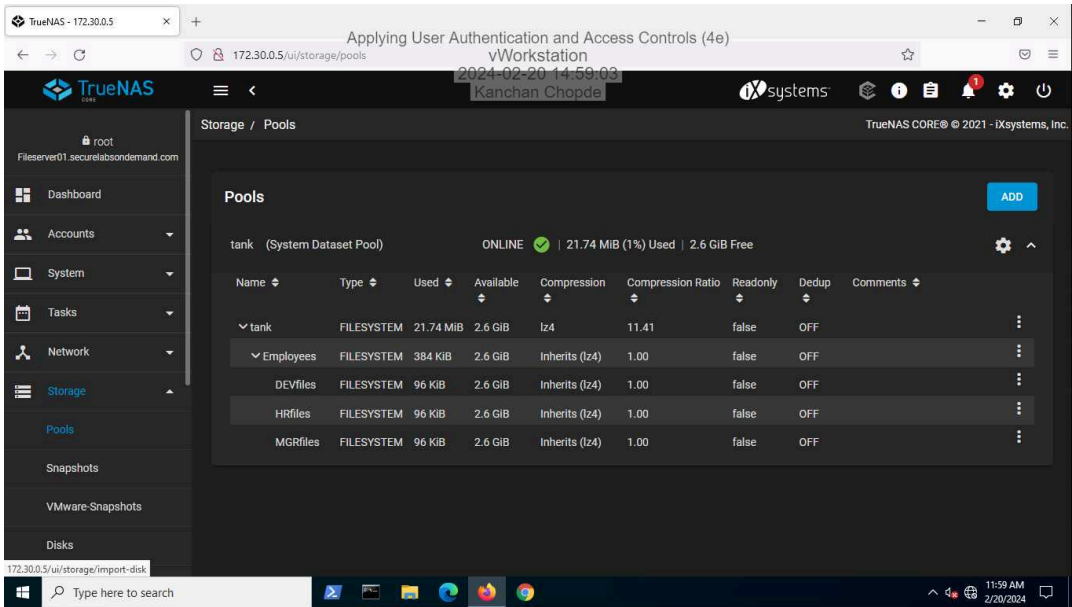 TrueNAS - 172.30.0.5
Applying User Authentication and Access Controls (4e)
172.30.0.5/ui/storage/pools
vWorkstation
2024-02-20 14:59:03
Kanchan Chopde
TrueNAS
CORE
iXsystems
1
Storage / Pools
TrueNAS CORE® © 2021 - iXsystems, Inc.
root
Fileserver01.securelabsondemand.com
Dashboard
Accounts
System
Tasks
Network
Storage
Pools
Snapshots
VMware-Snapshots
Disks
Pools
ADD
tank (System Dataset Pool) ONLINE | 21.74 MiB (1%) Used | 2.6 GiB Free
Name Type Used Available Compression Compression Ratio Readonly Dedup Comments
tank FILESYSTEM 21.74 MiB 2.6 GiB lz4 11.41 false OFF
Employees FILESYSTEM 384 KiB 2.6 GiB Inherits (lz4) 1.00 false OFF
DEVfiles FILESYSTEM 96 KiB 2.6 GiB Inherits (lz4) 1.00 false OFF
HRfiles FILESYSTEM 96 KiB 2.6 GiB Inherits (lz4) 1.00 false OFF
MGRfiles FILESYSTEM 96 KiB 2.6 GiB Inherits (lz4) 1.00 false OFF
172.30.0.5/ui/storage/import-disk
Type here to search
11:59 AM
2/20/2024